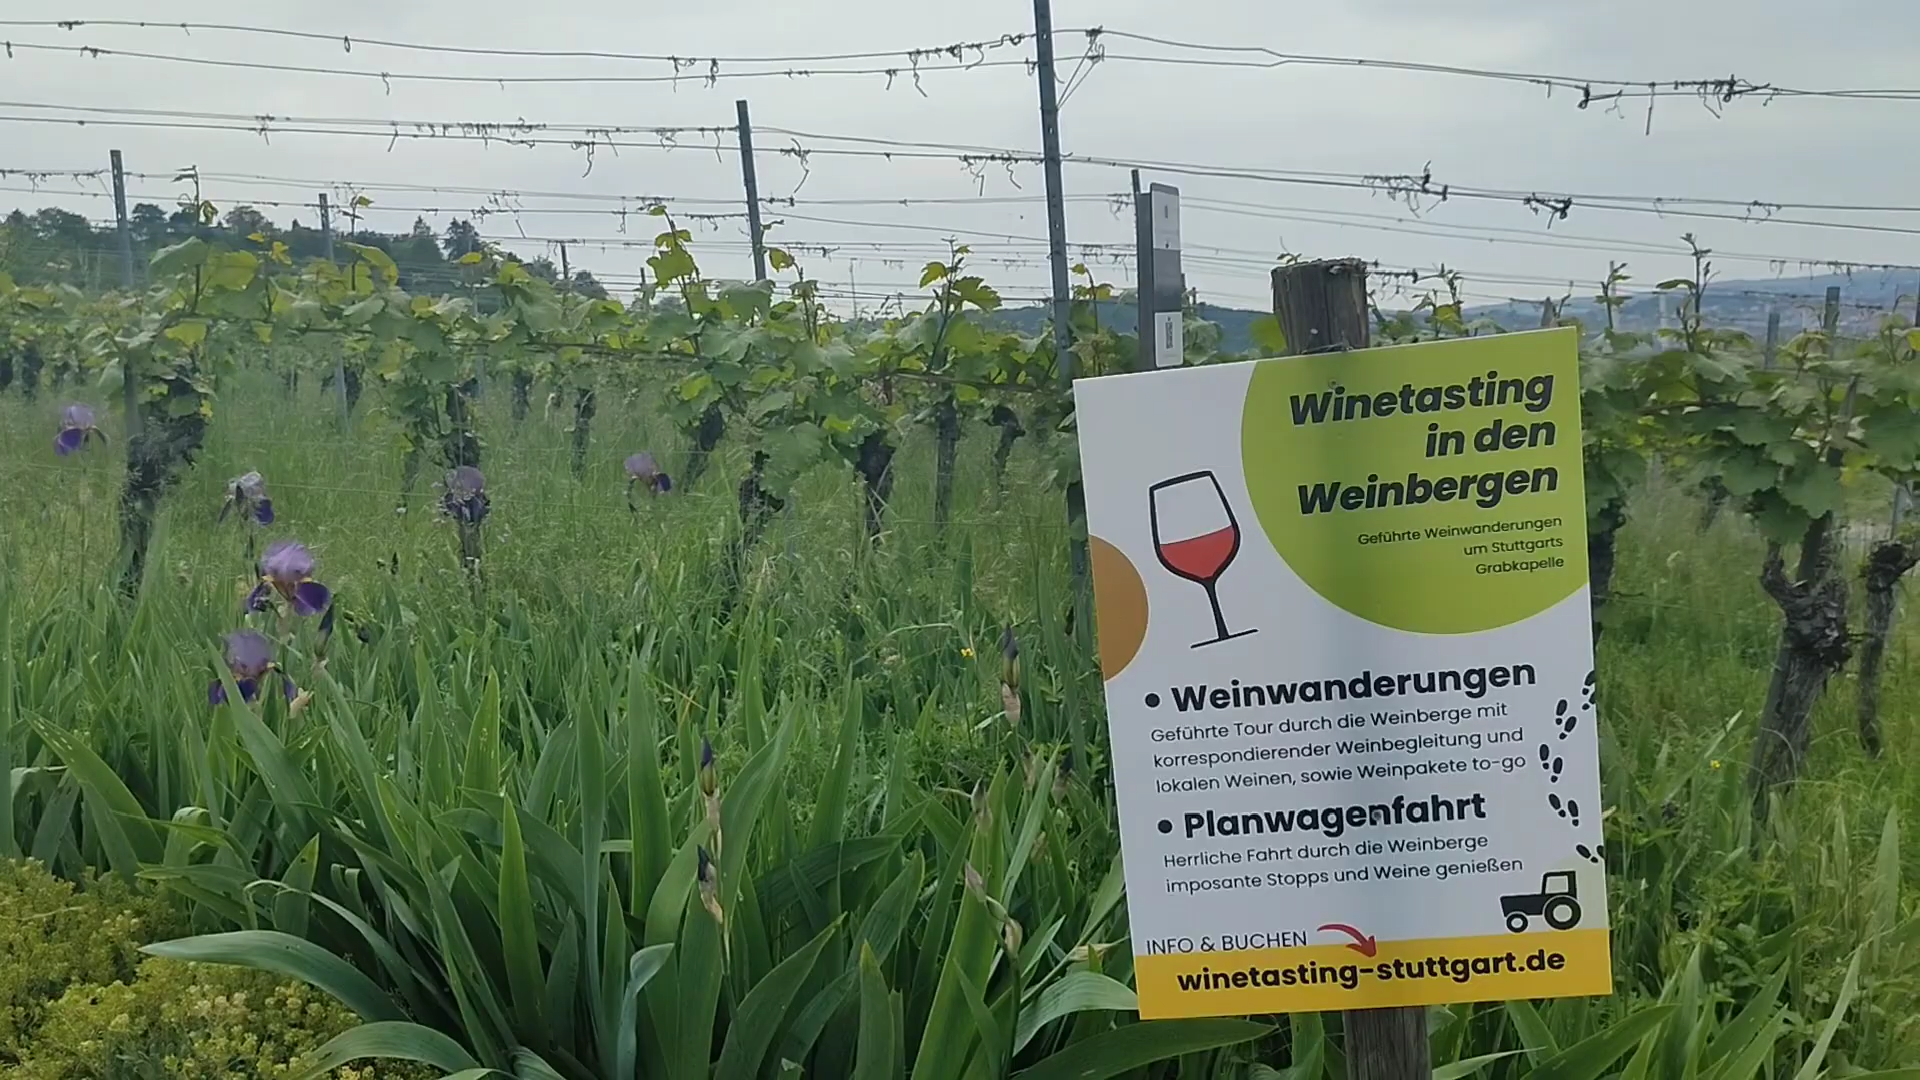 Winetasting
in den
Weinbergen
Geführte Weinwanderungen
um Stuttgarts
Grabkapelle
• Weinwanderungen
Geführte Tour durch die Weinberge mit
korrespondierender Weinbegleitung und
lokalen Weinen, sowie Weinpakete to-go
• Planwagenfahrt
Herrliche Fahrt durch die Weinberge
imposante Stopps und Weine genießen
INFO & BUCHEN
winetasting-stuttgart.de